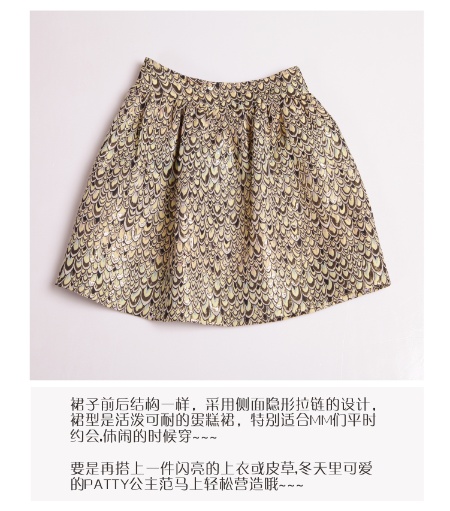 裙子前后结构一样，采用侧面隐形拉链的设计，
裙型是活泼可耐的蛋糕裙，特别适合MM们平时
约会,休闲的时候穿~~~
要是再搭上一件闪亮的上衣或皮草,冬天里可爱
的PATTY公主范马上轻松营造哦~~~